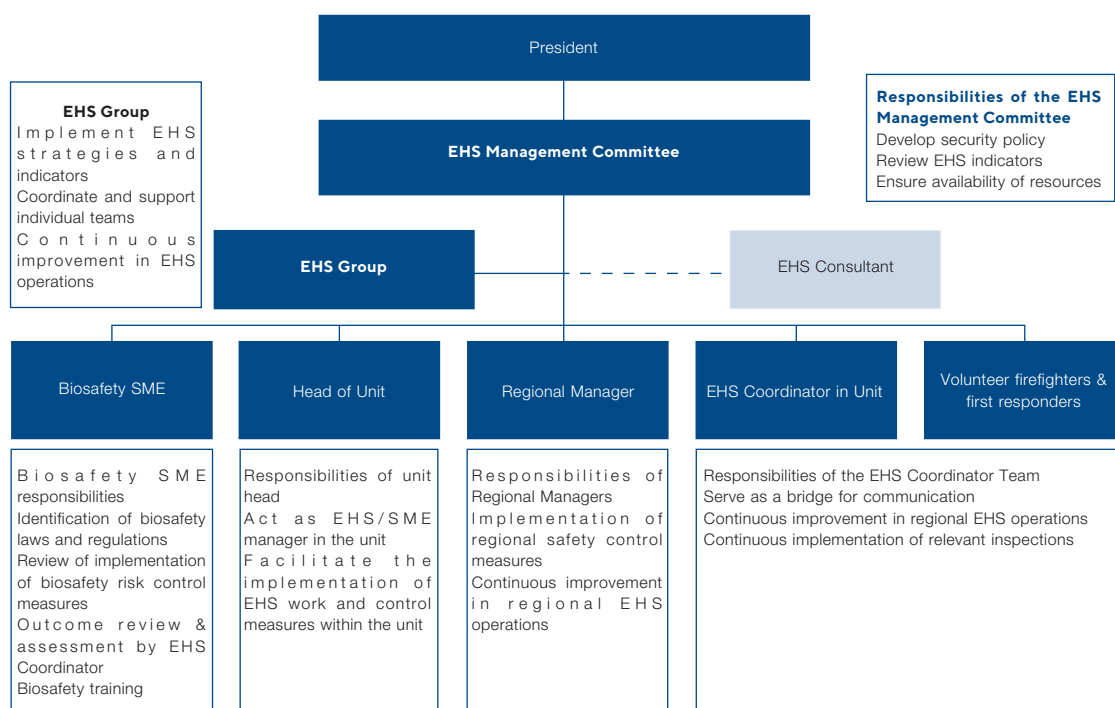 President
EHS Group
Implement EHS
strategies and
indicators
Coordinate and support
individual teams
Continuous
improvement in EHS
operations
EHS Management Committee
Responsibilities of the EHS
Management Committee
Develop security policy
Review EHS indicators
Ensure availability of resources
EHS Group
EHS Consultant
Biosafety SME
Head of Unit
Regional Manager
EHS Coordinator in Unit
Volunteer firefighters &
first responders
Biosafety SME
responsibilities
Identification of biosafety
laws and regulations
Review of implementation
of biosafety risk control
measures
Outcome review &
assessment by EHS
Coordinator
Biosafety training
Responsibilities of unit
head
Act as EHS/SME
manager in the unit
Facilitate the
implementation of
EHS work and control
measures within the unit
Responsibilities of
Regional Managers
Implementation of
regional safety control
measures
Continuous improvement
in regional EHS
operations
Responsibilities of the EHS Coordinator Team
Serve as a bridge for communication
Continuous improvement in regional EHS operations
Continuous implementation of relevant inspections